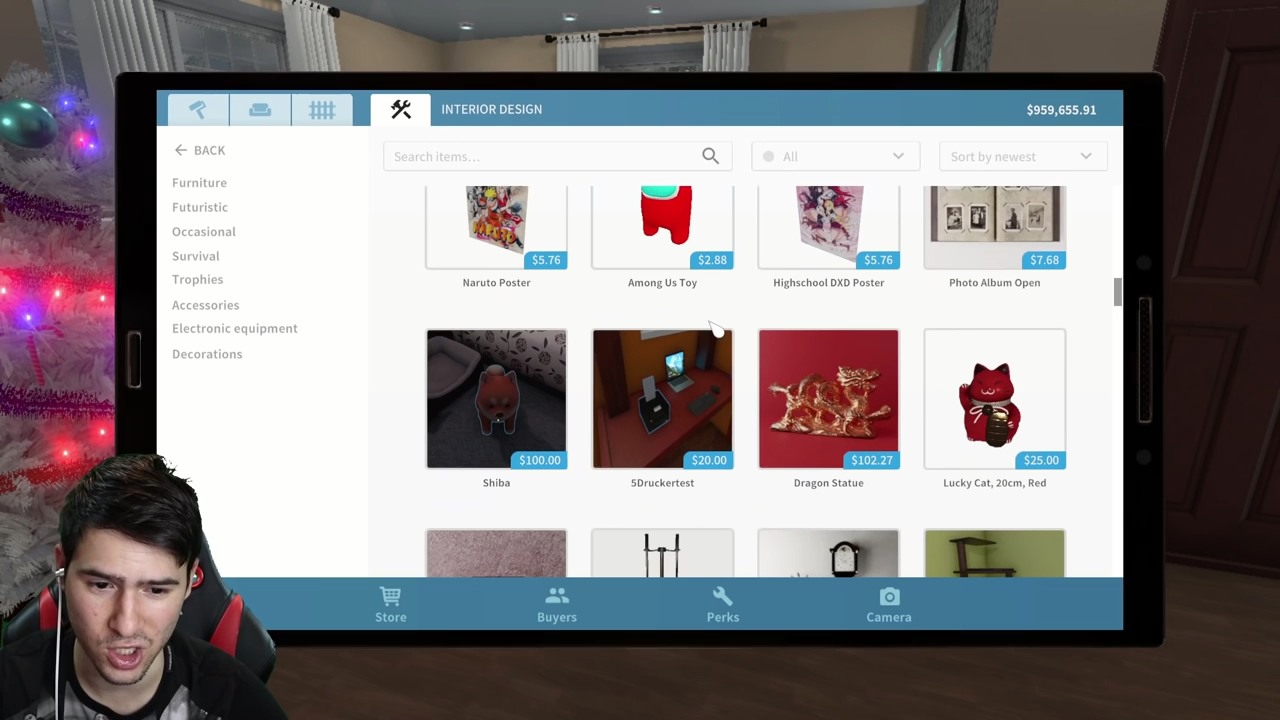 INTERIOR DESIGN
$959,655.91
BACK
Search items...
All
Sort by newest
Furniture
Futuristic
Occasional
Survival
Trophies
Accessories
Electronic equipment
Decorations
$5.76
$2.88
$5.76
$7.68
Naruto Poster
Among Us Toy
Highschool DXD Poster
Photo Album Open
$100.00
$20.00
$102.27
$25.00
Shiba
5Druckertest
Dragon Statue
Lucky Cat, 20cm, Red
Store
Buyers
Perks
Camera